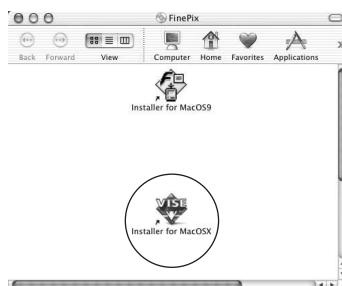 FinePix
Back Forward View Computer Home Favorites Applications
Installer for MacOS9
VISE
Installer for MacOSX